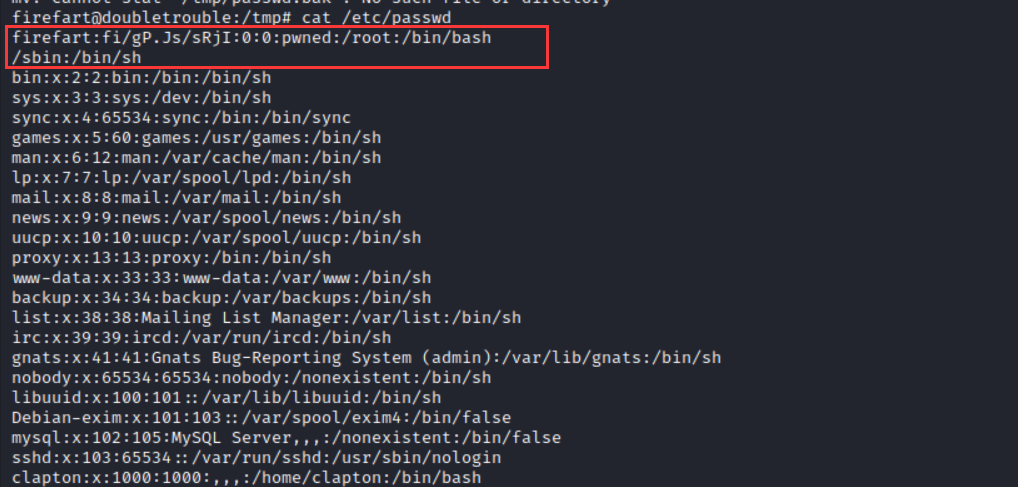 mv: cannot stat '/tmp/passwd.bak': No such file or directory
firefart@doubletrouble:/tmp# cat /etc/passwd
firefart:fi/gP.Js/sRjI:0:0:pwned:/root:/bin/bash
/sbin:/bin/sh
bin:x:2:2:bin:/bin:/bin/sh
sys:x:3:3:sys:/dev:/bin/sh
sync:x:4:65534:sync:/bin:/bin/sync
games:x:5:60:games:/usr/games:/bin/sh
man:x:6:12:man:/var/cache/man:/bin/sh
lp:x:7:7:lp:/var/spool/lpd:/bin/sh
mail:x:8:8:mail:/var/mail:/bin/sh
news:x:9:9:news:/var/spool/news:/bin/sh
uucp:x:10:10:uucp:/var/spool/uucp:/bin/sh
proxy:x:13:13:proxy:/bin:/bin/sh
www-data:x:33:33:www-data:/var/www:/bin/sh
backup:x:34:34:backup:/var/backups:/bin/sh
list:x:38:38:Mailing List Manager:/var/list:/bin/sh
irc:x:39:39:ircd:/var/run/ircd:/bin/sh
gnats:x:41:41:Gnats Bug-Reporting System (admin):/var/lib/gnats:/bin/sh
nobody:x:65534:65534:nobody:/nonexistent:/bin/sh
libuuid:x:100:101::/var/lib/libuuid:/bin/sh
Debian-exim:x:101:103::/var/spool/exim4:/bin/false
mysql:x:102:105:MySQL Server,,,:/nonexistent:/bin/false
sshd:x:103:65534::/var/run/sshd:/usr/sbin/nologin
clapton:x:1000:1000:,,,:/home/clapton:/bin/bash